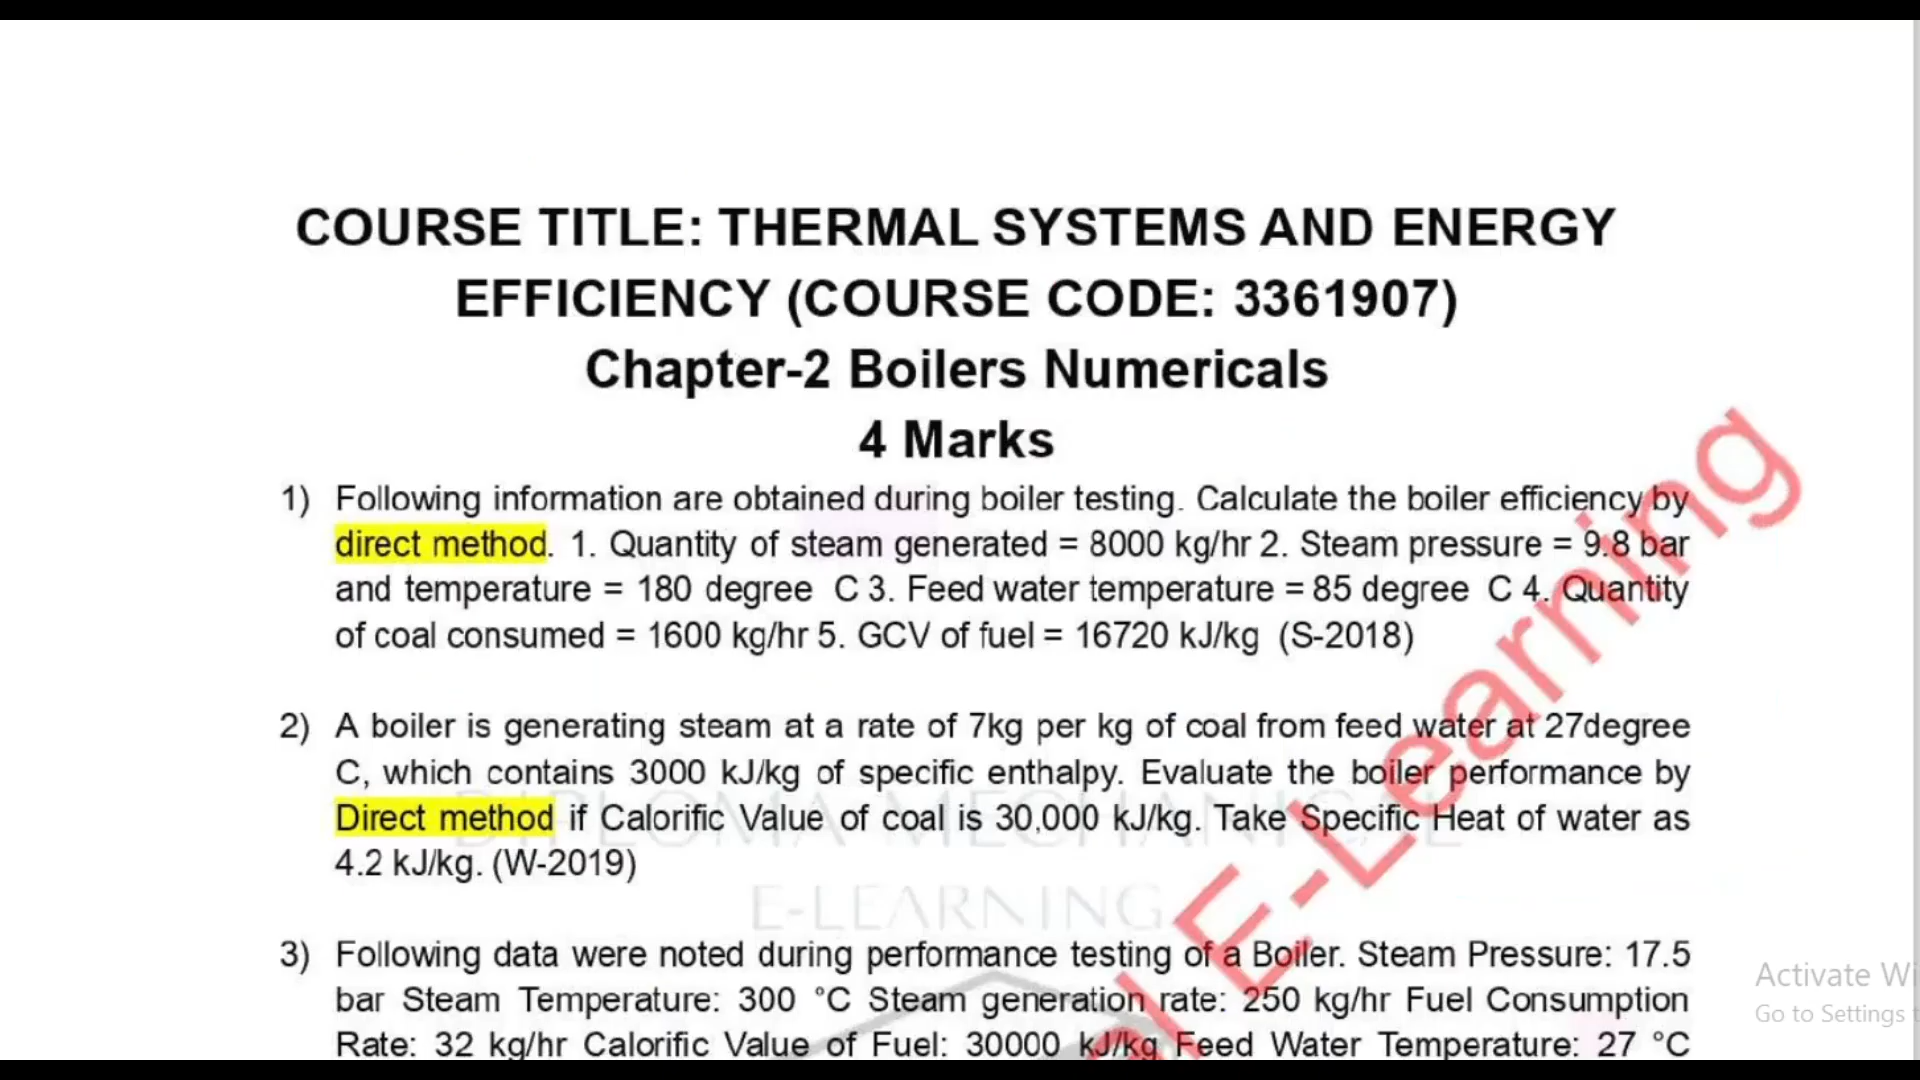 COURSE TITLE: THERMAL SYSTEMS AND ENERGY
EFFICIENCY (COURSE CODE: 3361907)
Chapter-2 Boilers Numericals
4 Marks
1) Following information are obtained during boiler testing. Calculate the boiler efficiency by
direct method. 1. Quantity of steam generated = 8000 kg/hr 2. Steam pressure = 9.8 bar
and temperature = 180 degree C 3. Feed water temperature = 85 degree C 4. Quantity
of coal consumed = 1600 kg/hr 5. GCV of fuel = 16720 kJ/kg (S-2018)
2) A boiler is generating steam at a rate of 7kg per kg of coal from feed water at 27degree
C, which contains 3000 kJ/kg of specific enthalpy. Evaluate the boiler performance by
Direct method if Calorific Value of coal is 30,000 kJ/kg. Take Specific Heat of water as
4.2 kJ/kg. (W-2019)
DIPLOMA MECHANICAL
E-LEARNING
3) Following data were noted during performance testing of a Boiler. Steam Pressure: 17.5
bar Steam Temperature: 300 °C Steam generation rate: 250 kg/hr Fuel Consumption
Rate: 32 kg/hr Calorific Value of Fuel: 30000 kJ/kg Feed Water Temperature: 27 °C
E-Learning
Activate
Go to Settings